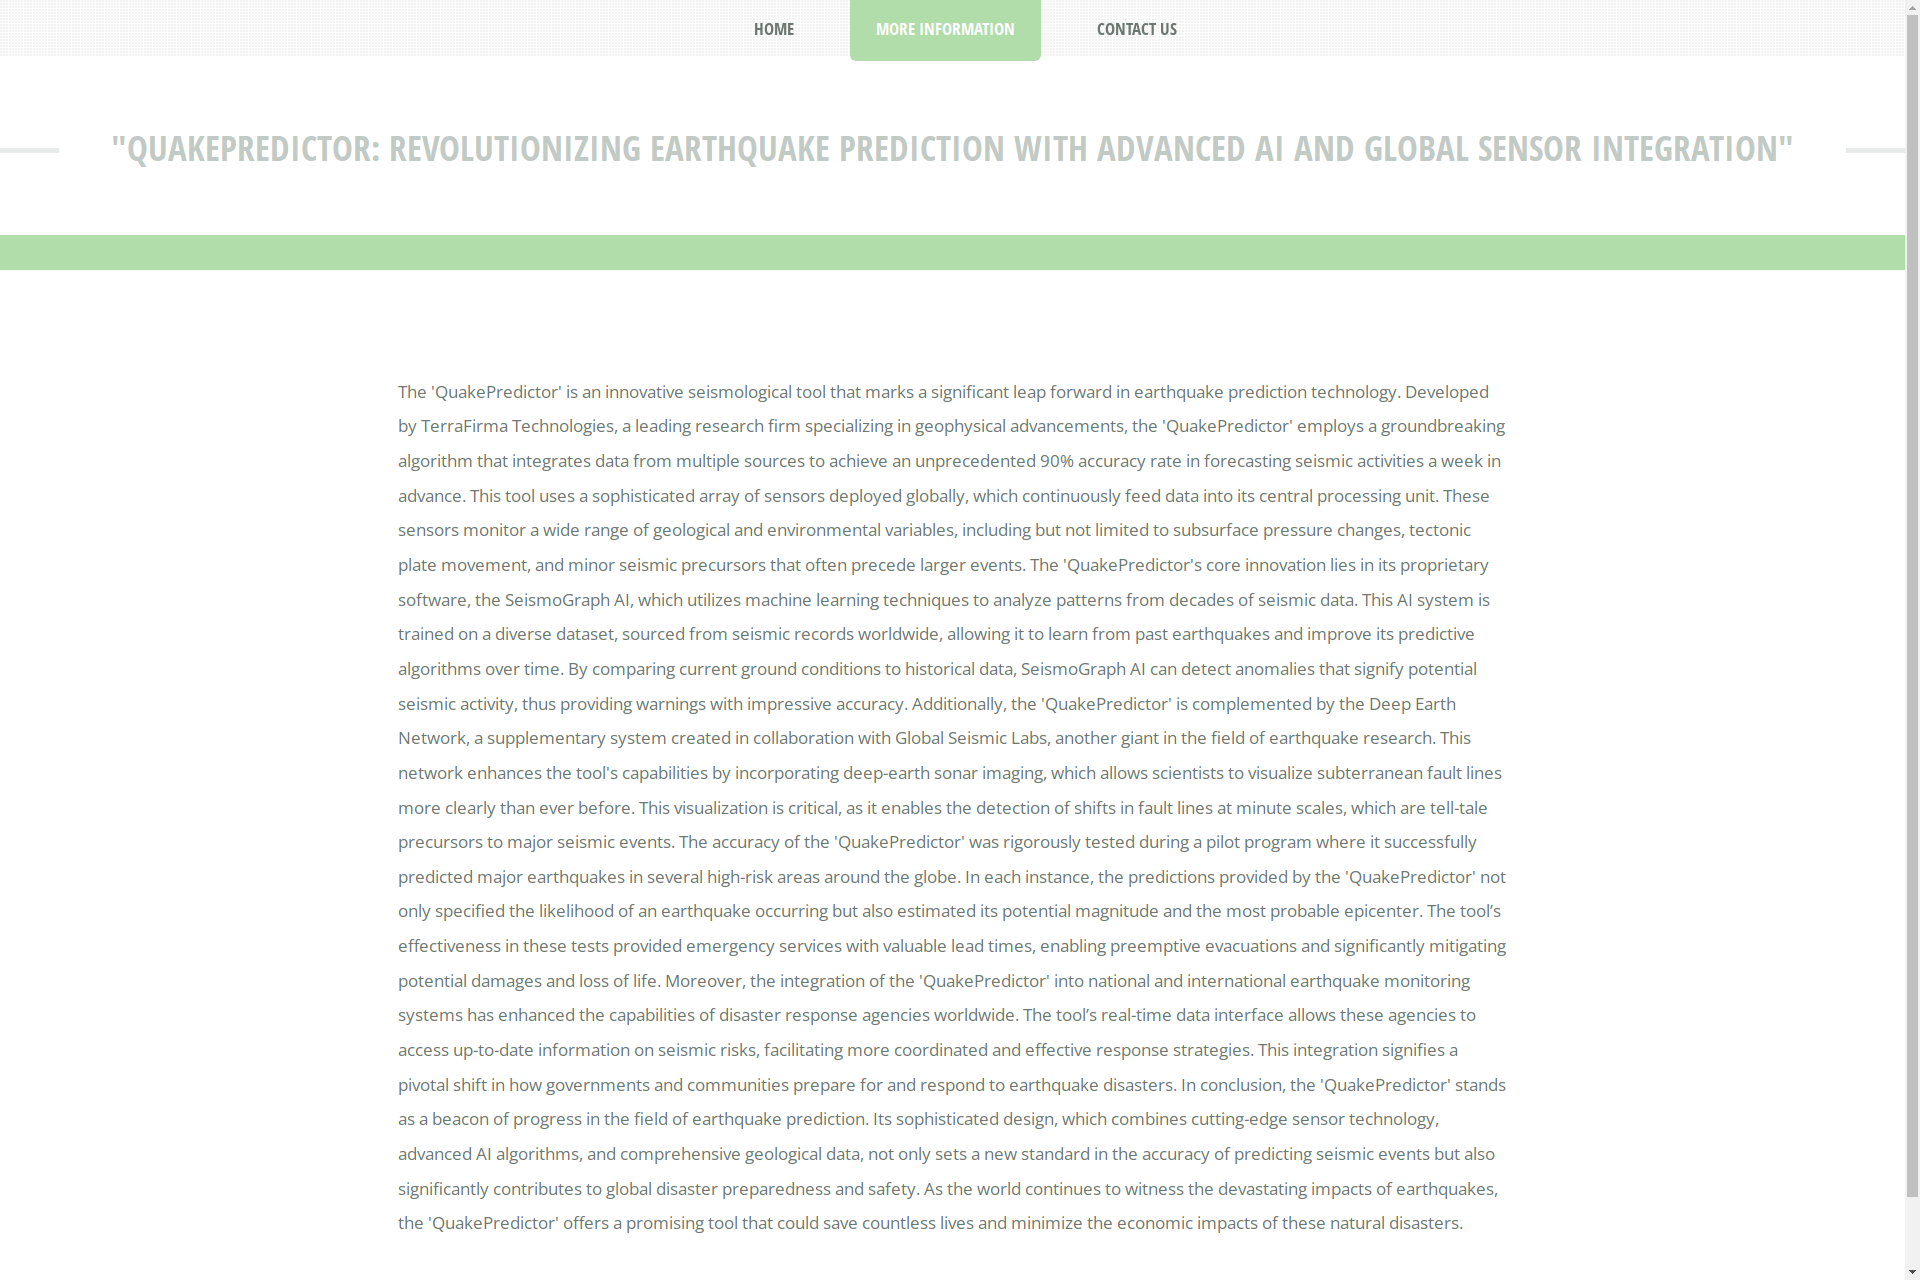 HOME
MORE INFORMATION
CONTACT US
"QUAKEPREDICTOR: REVOLUTIONIZING EARTHQUAKE PREDICTION WITH ADVANCED AI AND GLOBAL SENSOR INTEGRATION"
The 'QuakePredictor' is an innovative seismological tool that marks a significant leap forward in earthquake prediction technology. Developed
by TerraFirma Technologies, a leading research firm specializing in geophysical advancements, the 'QuakePredictor' employs a groundbreaking
algorithm that integrates data from multiple sources to achieve an unprecedented 90% accuracy rate in forecasting seismic activities a week in
advance. This tool uses a sophisticated array of sensors deployed globally, which continuously feed data into its central processing unit. These
sensors monitor a wide range of geological and environmental variables, including but not limited to subsurface pressure changes, tectonic
plate movement, and minor seismic precursors that often precede larger events. The 'QuakePredictor's core innovation lies in its proprietary
software, the SeismoGraph AI, which utilizes machine learning techniques to analyze patterns from decades of seismic data. This AI system is
trained on a diverse dataset, sourced from seismic records worldwide, allowing it to learn from past earthquakes and improve its predictive
algorithms over time. By comparing current ground conditions to historical data, SeismoGraph AI can detect anomalies that signify potential
seismic activity, thus providing warnings with impressive accuracy. Additionally, the 'QuakePredictor' is complemented by the Deep Earth
Network, a supplementary system created in collaboration with Global Seismic Labs, another giant in the field of earthquake research. This
network enhances the tool's capabilities by incorporating deep-earth sonar imaging, which allows scientists to visualize subterranean fault lines
more clearly than ever before. This visualization is critical, as it enables the detection of shifts in fault lines at minute scales, which are tell-tale
precursors to major seismic events. The accuracy of the 'QuakePredictor' was rigorously tested during a pilot program where it successfully
predicted major earthquakes in several high-risk areas around the globe. In each instance, the predictions provided by the 'QuakePredictor' not
only specified the likelihood of an earthquake occurring but also estimated its potential magnitude and the most probable epicenter. The tool’s
effectiveness in these tests provided emergency services with valuable lead times, enabling preemptive evacuations and significantly mitigating
potential damages and loss of life. Moreover, the integration of the 'QuakePredictor' into national and international earthquake monitoring
systems has enhanced the capabilities of disaster response agencies worldwide. The tool’s real-time data interface allows these agencies to
access up-to-date information on seismic risks, facilitating more coordinated and effective response strategies. This integration signifies a
pivotal shift in how governments and communities prepare for and respond to earthquake disasters. In conclusion, the 'QuakePredictor' stands
as a beacon of progress in the field of earthquake prediction. Its sophisticated design, which combines cutting-edge sensor technology,
advanced AI algorithms, and comprehensive geological data, not only sets a new standard in the accuracy of predicting seismic events but also
significantly contributes to global disaster preparedness and safety. As the world continues to witness the devastating impacts of earthquakes,
the 'QuakePredictor' offers a promising tool that could save countless lives and minimize the economic impacts of these natural disasters.